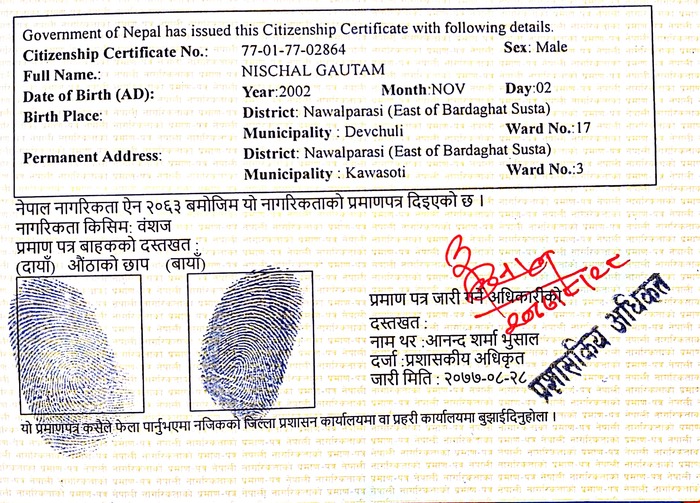 Government of Nepal has issued this Citizenship Certificate with following details.
Citizenship Certificate No.: 77-01-77-02864 Sex: Male
Full Name.: NISCHAL GAUTAM
Date of Birth (AD): Year:2002 Month:NOV Day:02
Birth Place: District: Nawalparasi (East of Bardaghat Susta)
Municipality : Devchuli Ward No.:17
Permanent Address: District: Nawalparasi (East of Bardaghat Susta)
Municipality : Kawasoti Ward No.:3
नेपाल नागरिकता ऐन २०६३ बमोजिम यो नागरिकताको प्रमाणपत्र दिइएको छ ।
नागरिकता किसिम: वंशज
प्रमाण पत्र बाहकको दस्तखत :
(दायाँ) औंठाको छाप (बायाँ)
प्रमाण पत्र जारी गर्ने अधिकारीको
दस्तखत :
नाम थर :आनन्द शर्मा भुसाल
दर्जा :प्रशासकीय अधिकृत
जारी मिति : २०७७-०८-२८
प्रशासकिय अधिकृत
यो प्रमाणपत्र कसैले फेला पार्नुभएमा नजिकको जिल्ला प्रशासन कार्यालयमा वा प्रहरी कार्यालयमा बुझाईदिनुहोला ।